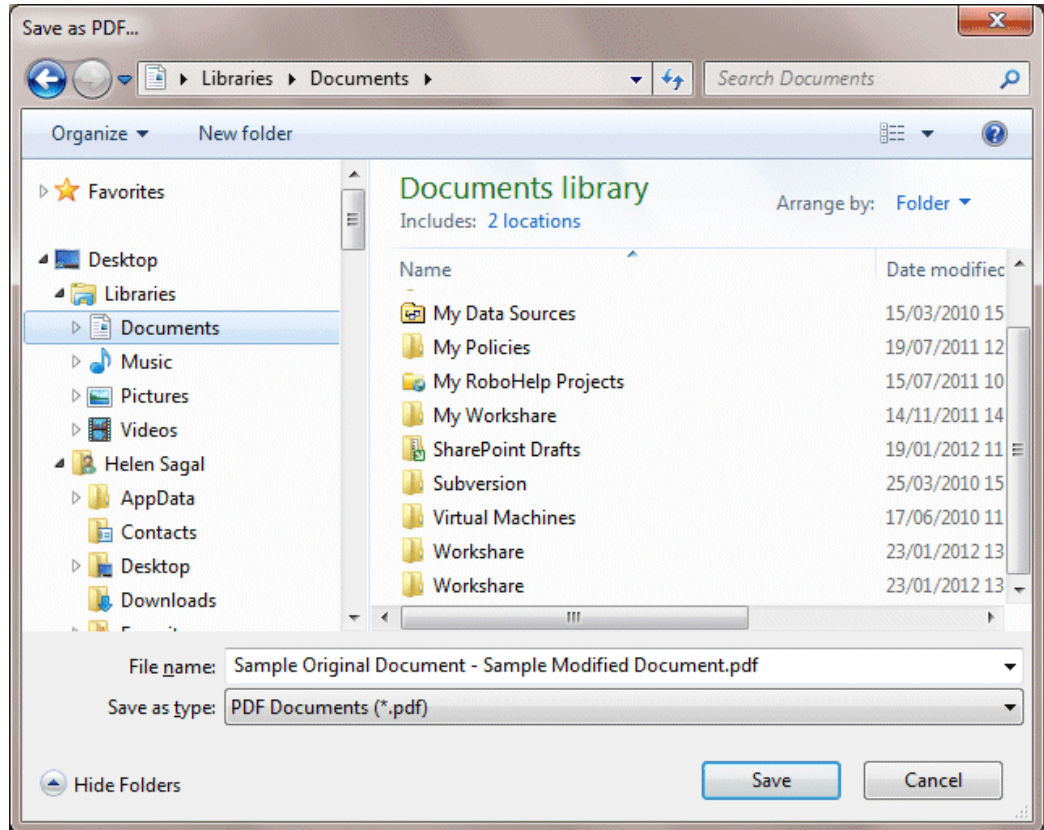 Save as PDF...
Libraries Documents
Search Documents
Organize New folder
Favorites
Desktop
Libraries
Documents
Music
Pictures
Videos
Helen Sagal
AppData
Contacts
Desktop
Downloads
Documents library
Includes: 2 locations
Arrange by: Folder
Name Date modified
My Data Sources 15/03/2010 15
My Policies 19/07/2011 12
My RoboHelp Projects 15/07/2011 10
My Workshare 14/11/2011 14
SharePoint Drafts 19/01/2012 11
Subversion 25/03/2010 15
Virtual Machines 17/06/2010 11
Workshare 23/01/2012 13
Workshare 23/01/2012 13
File name: Sample Original Document - Sample Modified Document.pdf
Save as type: PDF Documents (*.pdf)
Hide Folders
Save Cancel